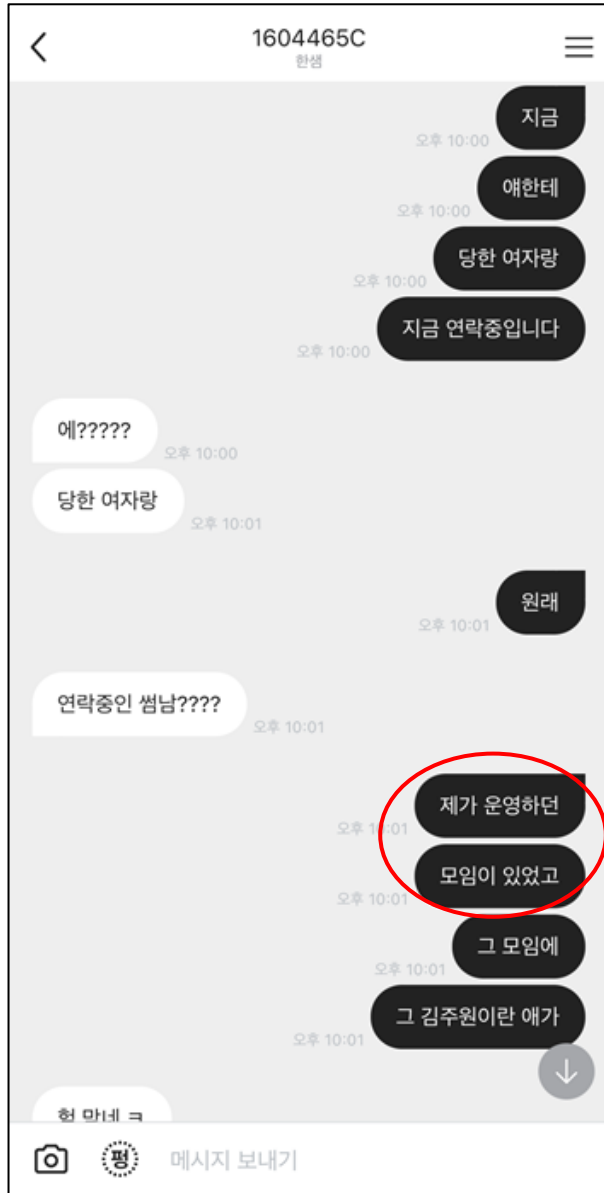 1604465C
한샘
지금
오후 10:00
얘한테
오후 10:00
당한 여자랑
오후 10:00
지금 연락중입니다
오후 10:00
에?????
오후 10:00
당한 여자랑
오후 10:01
원래
오후 10:01
연락중인 썸남????
오후 10:01
제가 운영하던
오후 10:01
모임이 있었고
오후 10:01
그 모임에
오후 10:01
그 김주원이란 애가
오후 10:01
헐 맞네 ㅋ
펑
메시지 보내기